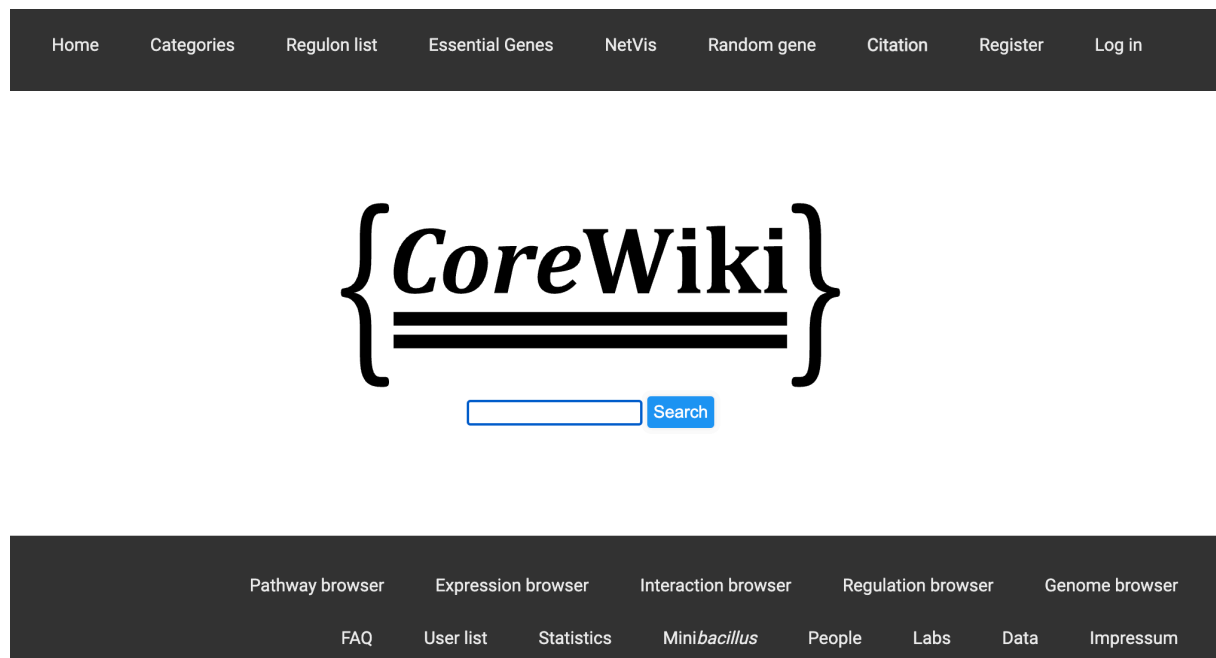 Home Categories Regulon list Essential Genes NetVis Random gene Citation Register Log in
{CoreWiki}
Search
Pathway browser Expression browser Interaction browser Regulation browser Genome browser
FAQ User list Statistics Minibacillus People Labs Data Impressum